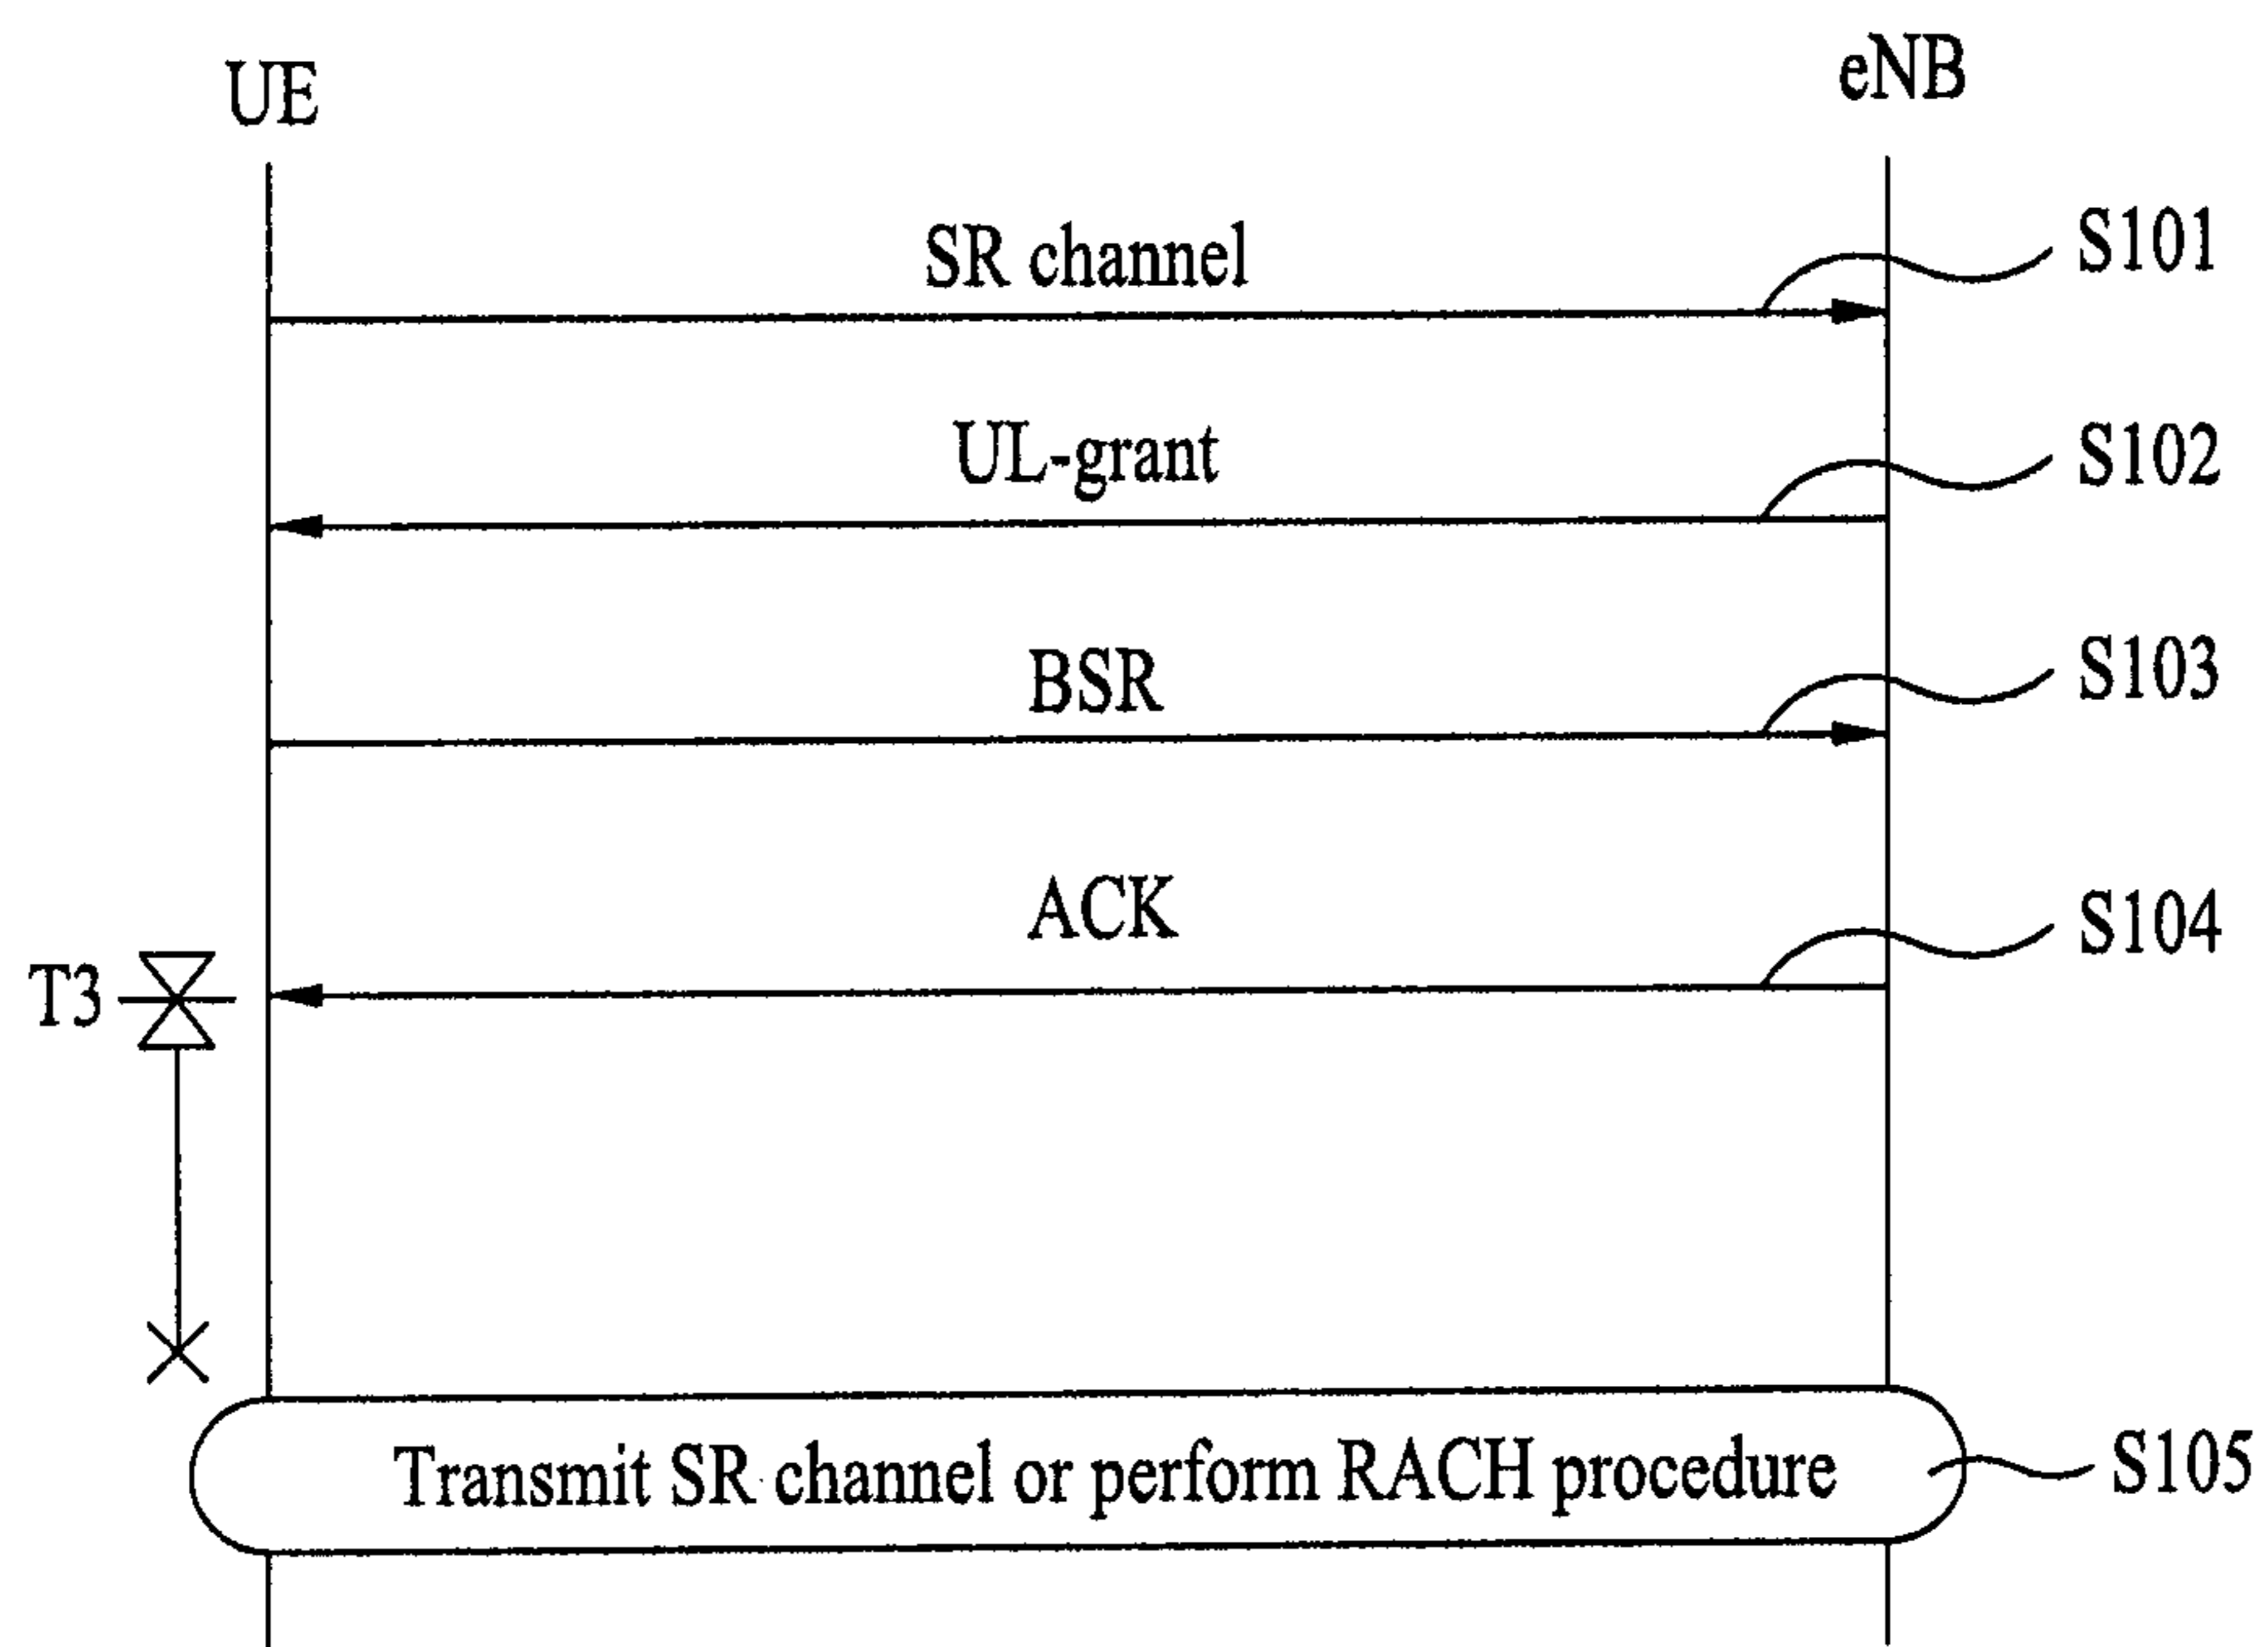 UE
eNB
SR channel
S101
UL-grant
S102
BSR
S103
ACK
S104
T3
Transmit SR channel or perform RACH procedure
S105